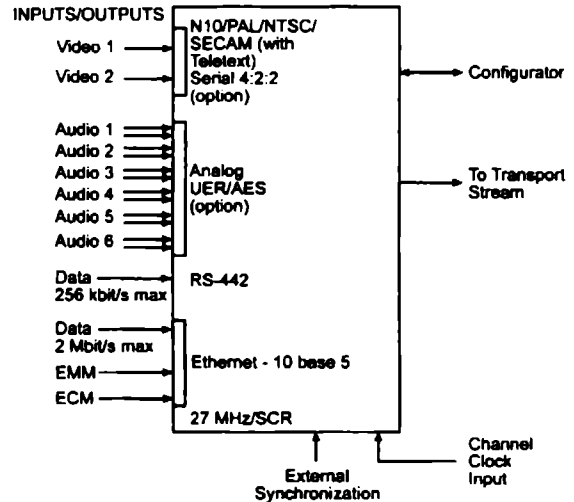 INPUTS/OUTPUTS
N10/PAL/NTSC/
SECAM (with
Teletext)
Serial 4:2:2
(option)
Video 1
Video 2
Configurator
Audio 1
Audio 2
Audio 3
Audio 4
Audio 5
Audio 6
Analog
UER/AES
(option)
To Transport
Stream
Data
256 kbit/s max
RS-442
Data
2 Mbit/s max
EMM
ECM
Ethernet - 10 base 5
27 MHz/SCR
External
Synchronization
Channel
Clock
Input